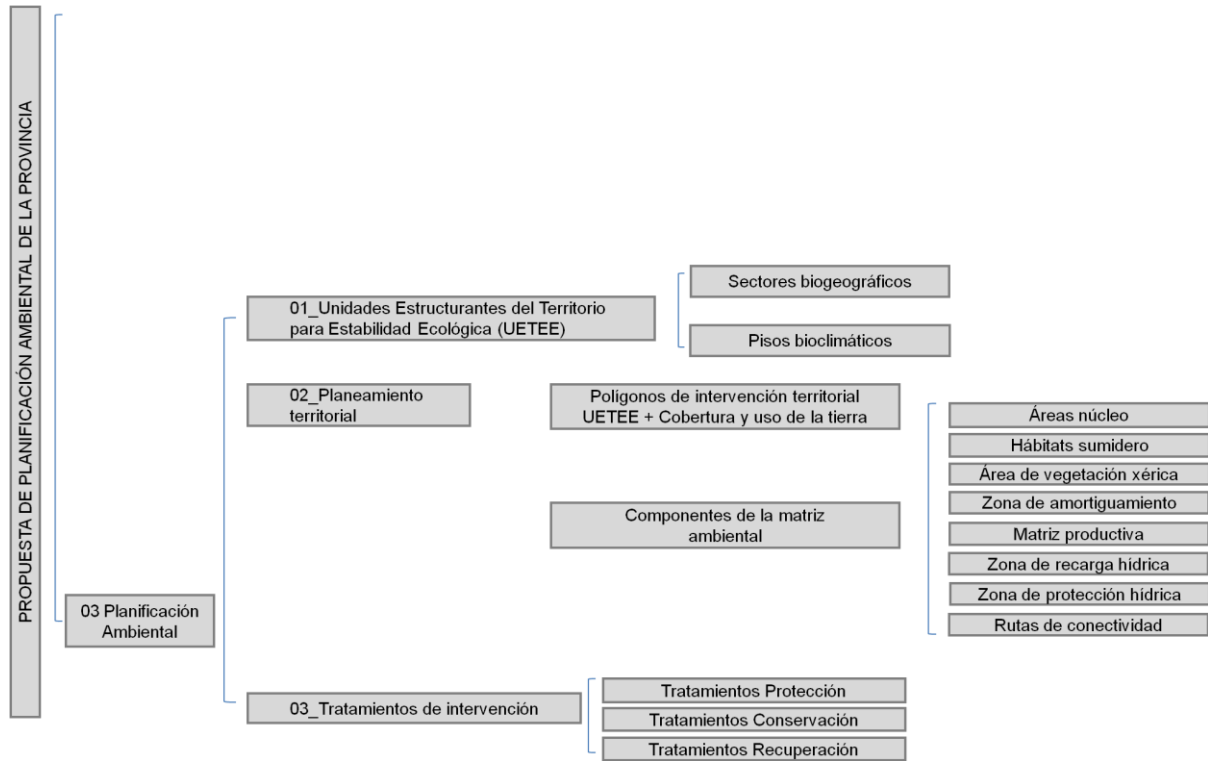 PROPUESTA DE PLANIFICACIÓN AMBIENTAL DE LA PROVINCIA
03 Planificación
Ambiental
01_Unidades Estructurantes del Territorio
para Estabilidad Ecológica (UETEE)
Sectores biogeográficos
Pisos bioclimáticos
02_Planeamiento
territorial
Polígonos de intervención territorial
UETEE + Cobertura y uso de la tierra
Componentes de la matriz
ambiental
Áreas núcleo
Hábitats sumidero
Área de vegetación xérica
Zona de amortiguamiento
Matriz productiva
Zona de recarga hídrica
Zona de protección hídrica
Rutas de conectividad
03_Tratamientos de intervención
Tratamientos Protección
Tratamientos Conservación
Tratamientos Recuperación